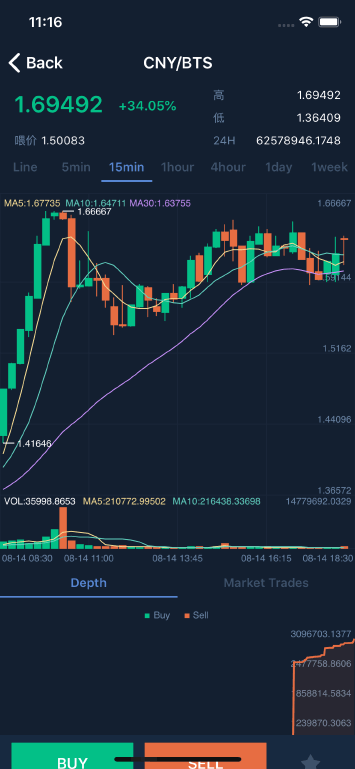 11:16
Back
CNY/BTS
1.69492 +34.05%
高 1.69492
低 1.36409
喂价 1.50083
24H 62578946.1748
Line 5min 15min 1hour 4hour 1day 1week
MA5:1.67735 MA10:1.64711 MA30:1.63755
1.66667
1.66667
1.5162
1.44096
1.41646
1.36572
VOL:35998.8653 MA5:210772.99502 MA10:216438.33698 14779692.0329
08-14 08:30 08-14 11:00 08-14 13:45 08-14 16:15 08-14 18:30
Depth Market Trades
Buy Sell
3096703.1377
2477758.8606
1858814.5834
1239870.3063
BUY SELL